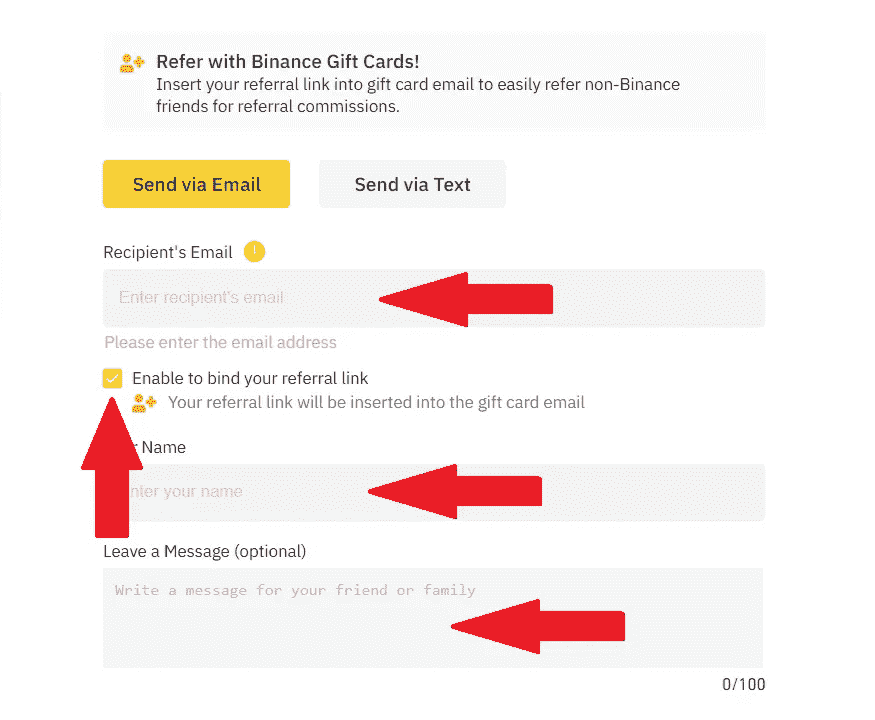 Refer with Binance Gift Cards!
Insert your referral link into gift card email to easily refer non-Binance
friends for referral commissions.
Send via Email Send via Text
Recipient's Email
Enter recipient's email
Please enter the email address
Enable to bind your referral link
Your referral link will be inserted into the gift card email
Name
your name
Leave a Message (optional)
Write a message for your friend or family
0/100